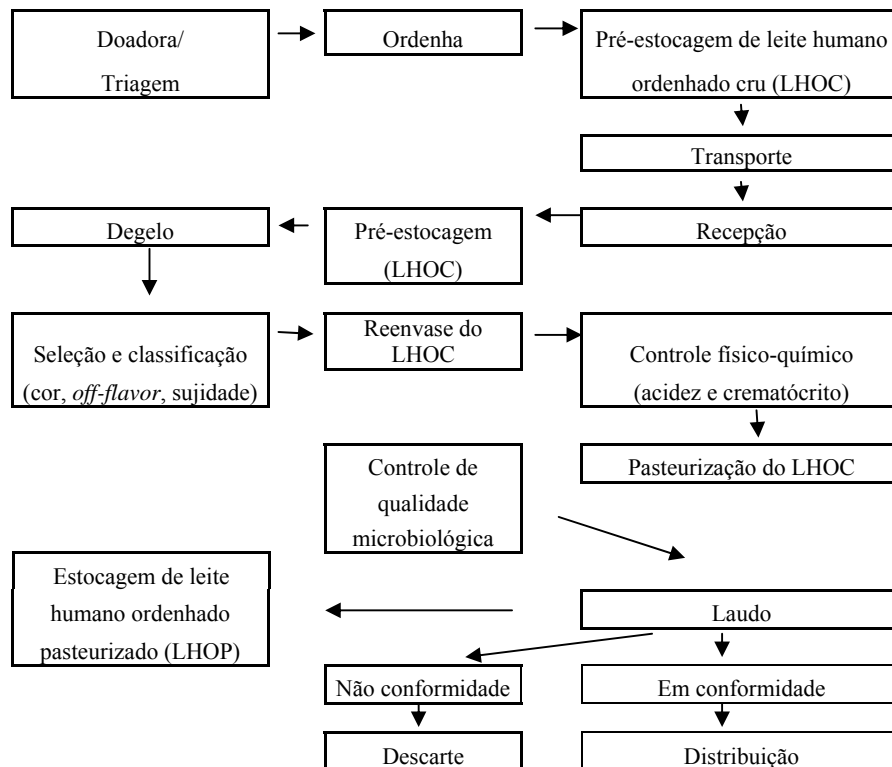 Doadora/
Triagem
Ordenha
Pré-estocagem de leite humano
ordenhado cru (LHOC)
Transporte
Recepção
Pré-estocagem
(LHOC)
Degelo
Seleção e classificação
(cor, off-flavor, sujidade)
Reenvase do
LHOC
Controle físico-químico
(acidez e crematócrito)
Pasteurização do LHOC
Controle de
qualidade
microbiológica
Estocagem de leite
humano ordenhado
pasteurizado (LHOP)
Laudo
Não conformidade
Em conformidade
Descarte
Distribuição